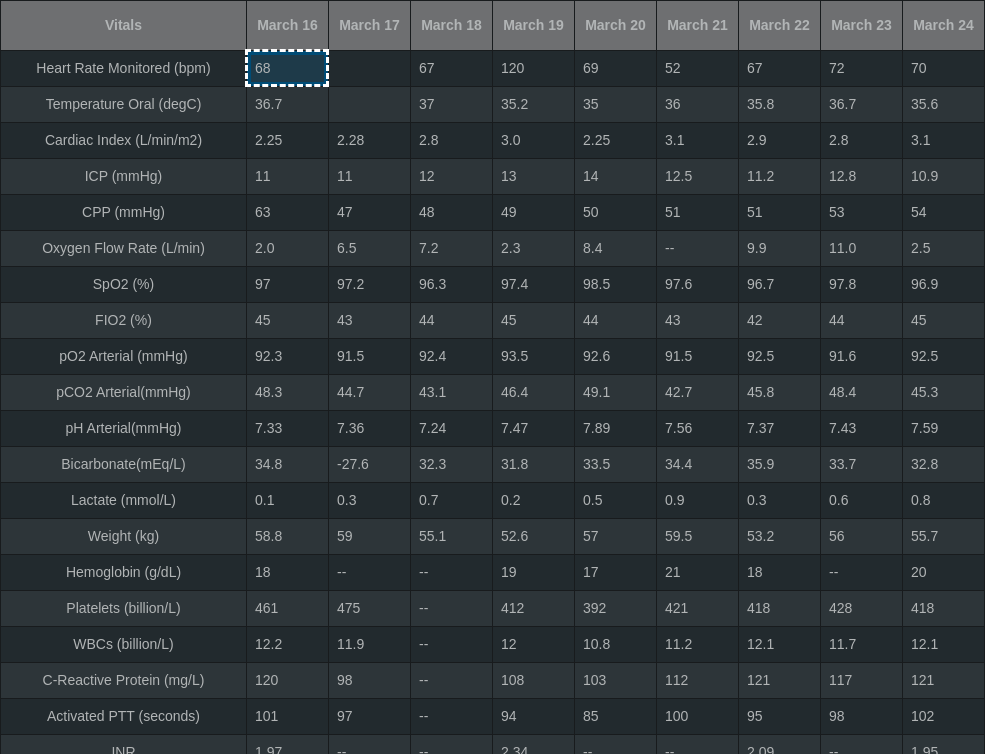 Vitals March 16 March 17 March 18 March 19 March 20 March 21 March 22 March 23 March 24
Heart Rate Monitored (bpm) 68 67 120 69 52 67 72 70
Temperature Oral (degC) 36.7 37 35.2 35 36 35.8 36.7 35.6
Cardiac Index (L/min/m2) 2.25 2.28 2.8 3.0 2.25 3.1 2.9 2.8 3.1
ICP (mmHg) 11 11 12 13 14 12.5 11.2 12.8 10.9
CPP (mmHg) 63 47 48 49 50 51 51 53 54
Oxygen Flow Rate (L/min) 2.0 6.5 7.2 2.3 8.4 -- 9.9 11.0 2.5
SpO2 (%) 97 97.2 96.3 97.4 98.5 97.6 96.7 97.8 96.9
FIO2 (%) 45 43 44 45 44 43 42 44 45
pO2 Arterial (mmHg) 92.3 91.5 92.4 93.5 92.6 91.5 92.5 91.6 92.5
pCO2 Arterial(mmHg) 48.3 44.7 43.1 46.4 49.1 42.7 45.8 48.4 45.3
pH Arterial(mmHg) 7.33 7.36 7.24 7.47 7.89 7.56 7.37 7.43 7.59
Bicarbonate(mEq/L) 34.8 -27.6 32.3 31.8 33.5 34.4 35.9 33.7 32.8
Lactate (mmol/L) 0.1 0.3 0.7 0.2 0.5 0.9 0.3 0.6 0.8
Weight (kg) 58.8 59 55.1 52.6 57 59.5 53.2 56 55.7
Hemoglobin (g/dL) 18 -- -- 19 17 21 18 -- 20
Platelets (billion/L) 461 475 -- 412 392 421 418 428 418
WBCs (billion/L) 12.2 11.9 -- 12 10.8 11.2 12.1 11.7 12.1
C-Reactive Protein (mg/L) 120 98 -- 108 103 112 121 117 121
Activated PTT (seconds) 101 97 -- 94 85 100 95 98 102
INR 1.97 -- -- 2.34 -- -- 2.09 -- 1.95